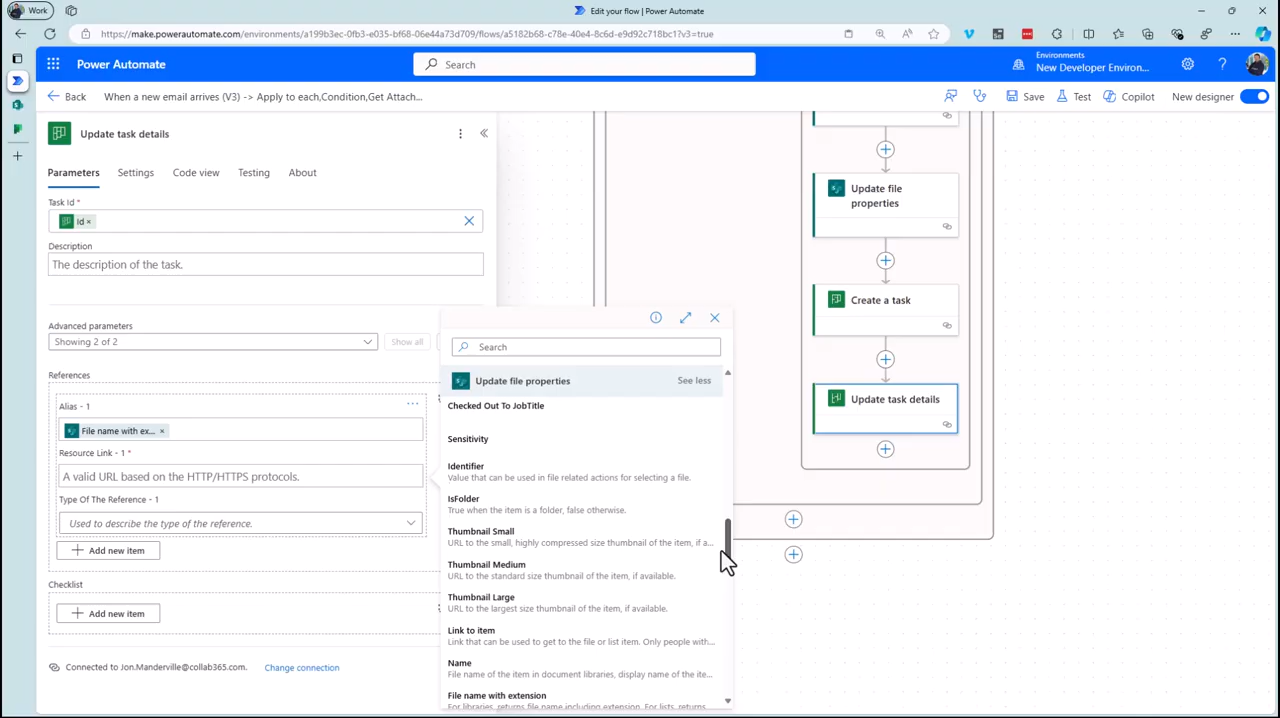 Work
Edit your flow | Power Automate
https://make.powerautomate.com/environments/a199b3ec-0fb3-e035-bf68-06e44a73d709/flows/a5182b68-c78e-40e4-8c6d-e9d92c718bc1?v3=true
Power Automate
Search
Environments
New Developer Environ...
Back
When a new email arrives (V3) -> Apply to each,Condition,Get Attach...
Save
Test
Copilot
New designer
Update task details
Parameters
Settings
Code view
Testing
About
Task Id *
Id ×
Description
The description of the task.
Advanced parameters
Showing 2 of 2
Show all
References
Alias - 1
File name with ex... ×
Resource Link - 1 *
A valid URL based on the HTTP/HTTPS protocols.
Type Of The Reference - 1
Used to describe the type of the reference.
Add new item
Checklist
Add new item
Connected to Jon.Manderville@collab365.com.
Change connection
Search
Update file properties
See less
Checked Out To JobTitle
Sensitivity
Identifier
Value that can be used in file related actions for selecting a file.
IsFolder
True when the item is a folder, false otherwise.
Thumbnail Small
URL to the small, highly compressed size thumbnail of the item, if a...
Thumbnail Medium
URL to the standard size thumbnail of the item, if available.
Thumbnail Large
URL to the largest size thumbnail of the item, if available.
Link to item
Link that can be used to get to the file or list item. Only people with...
Name
File name of the item in document libraries, display name of the ite...
File name with extension
For libraries, returns file name including extension. For lists, returns
Update file
properties
Create a task
Update task details